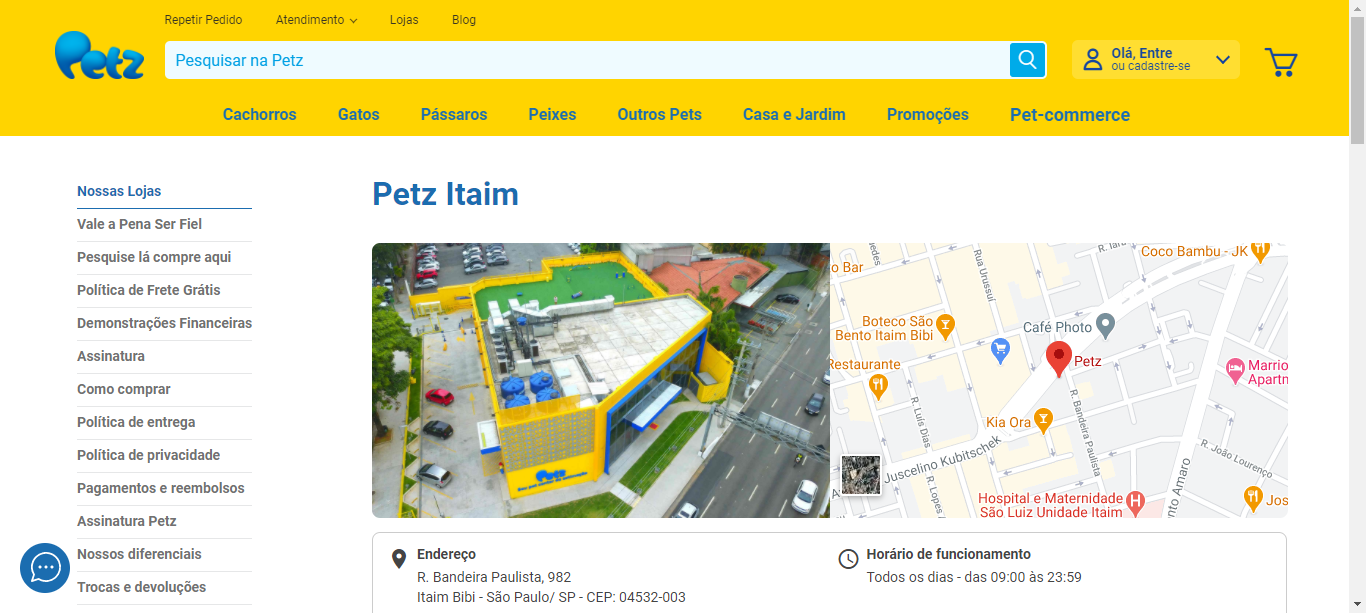 Repetir Pedido
Atendimento
Lojas
Blog
Petz
Pesquisar na Petz
Olá, Entre
ou cadastre-se
Cachorros
Gatos
Pássaros
Peixes
Outros Pets
Casa e Jardim
Promoções
Pet-commerce
Nossas Lojas
Vale a Pena Ser Fiel
Pesquise lá compre aqui
Política de Frete Grátis
Demonstrações Financeiras
Assinatura
Como comprar
Política de entrega
Política de privacidade
Pagamentos e reembolsos
Assinatura Petz
Nossos diferenciais
Trocas e devoluções
Petz Itaim
Petz
o Bar
Rua Urussuí
Coco Bambu - JK
Boteco São
Bento Itaim Bibi
Café Photo
Restaurante
Petz
Marrio
Apartn
Kia Ora
R. Luís Dias
R. Bandeira Paulista
Juscelino Kubitschek
R. João Lourenço
R. Lopes
Hospital e Maternidade
São Luiz Unidade Itaim
nto Amaro
Jos
Endereço
R. Bandeira Paulista, 982
Itaim Bibi - São Paulo/ SP - CEP: 04532-003
Horário de funcionamento
Todos os dias - das 09:00 às 23:59